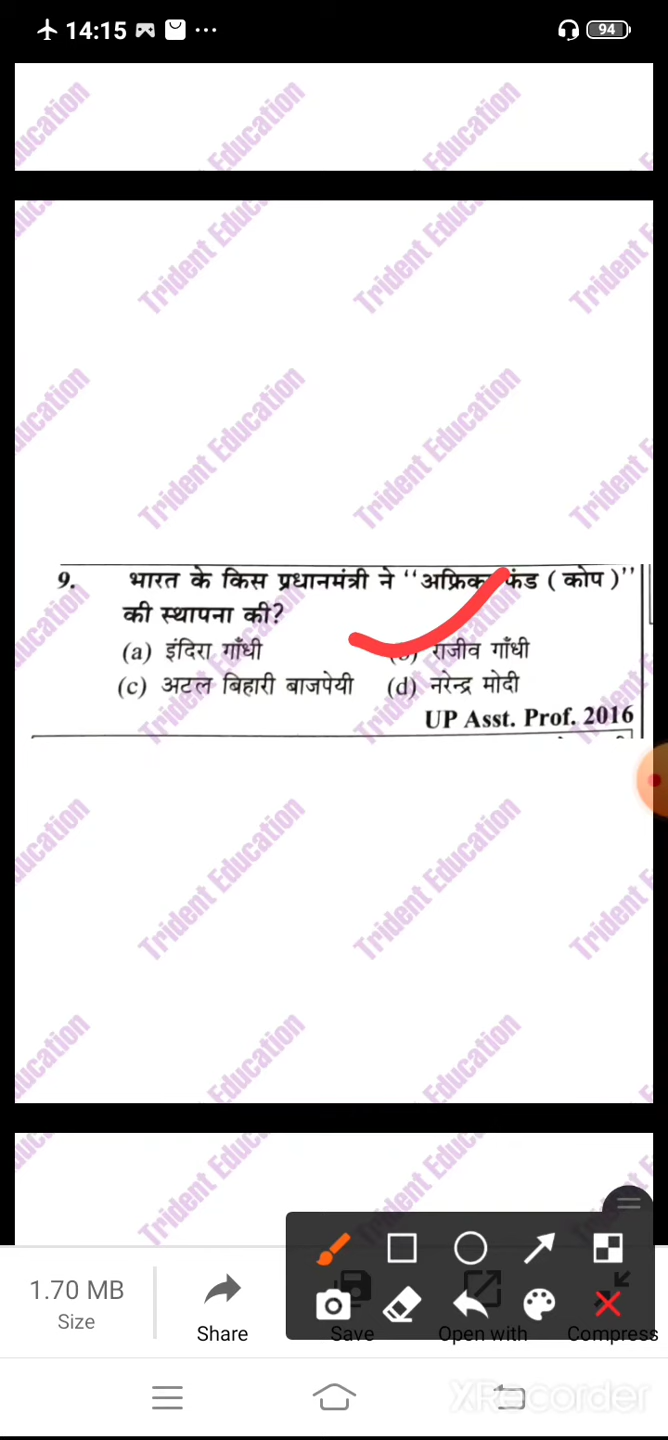 14:15 ...
94
Trident Education
9. भारत के किस प्रधानमंत्री ने ‘‘अफ्रिका फंड ( कोष )’’
की स्थापना की?
(a) इंदिरा गाँधी (b) राजीव गाँधी
(c) अटल बिहारी बाजपेयी (d) नरेन्द्र मोदी
UP Asst. Prof. 2016
1.70 MB
Size
Share
Save
Open with
Compress
XRecorder